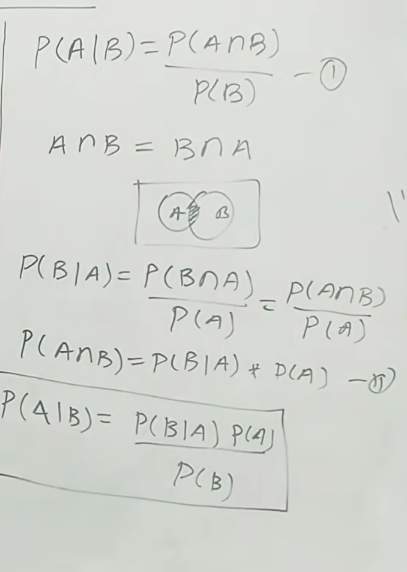 P(A|B) = P(A∩B) / P(B) - ①
A∩B = B∩A
A B
P(B|A) = P(B∩A) / P(A) = P(A∩B) / P(A)
P(A∩B) = P(B|A) * P(A) - ⑪
P(A|B) = P(B|A) P(A) / P(B)